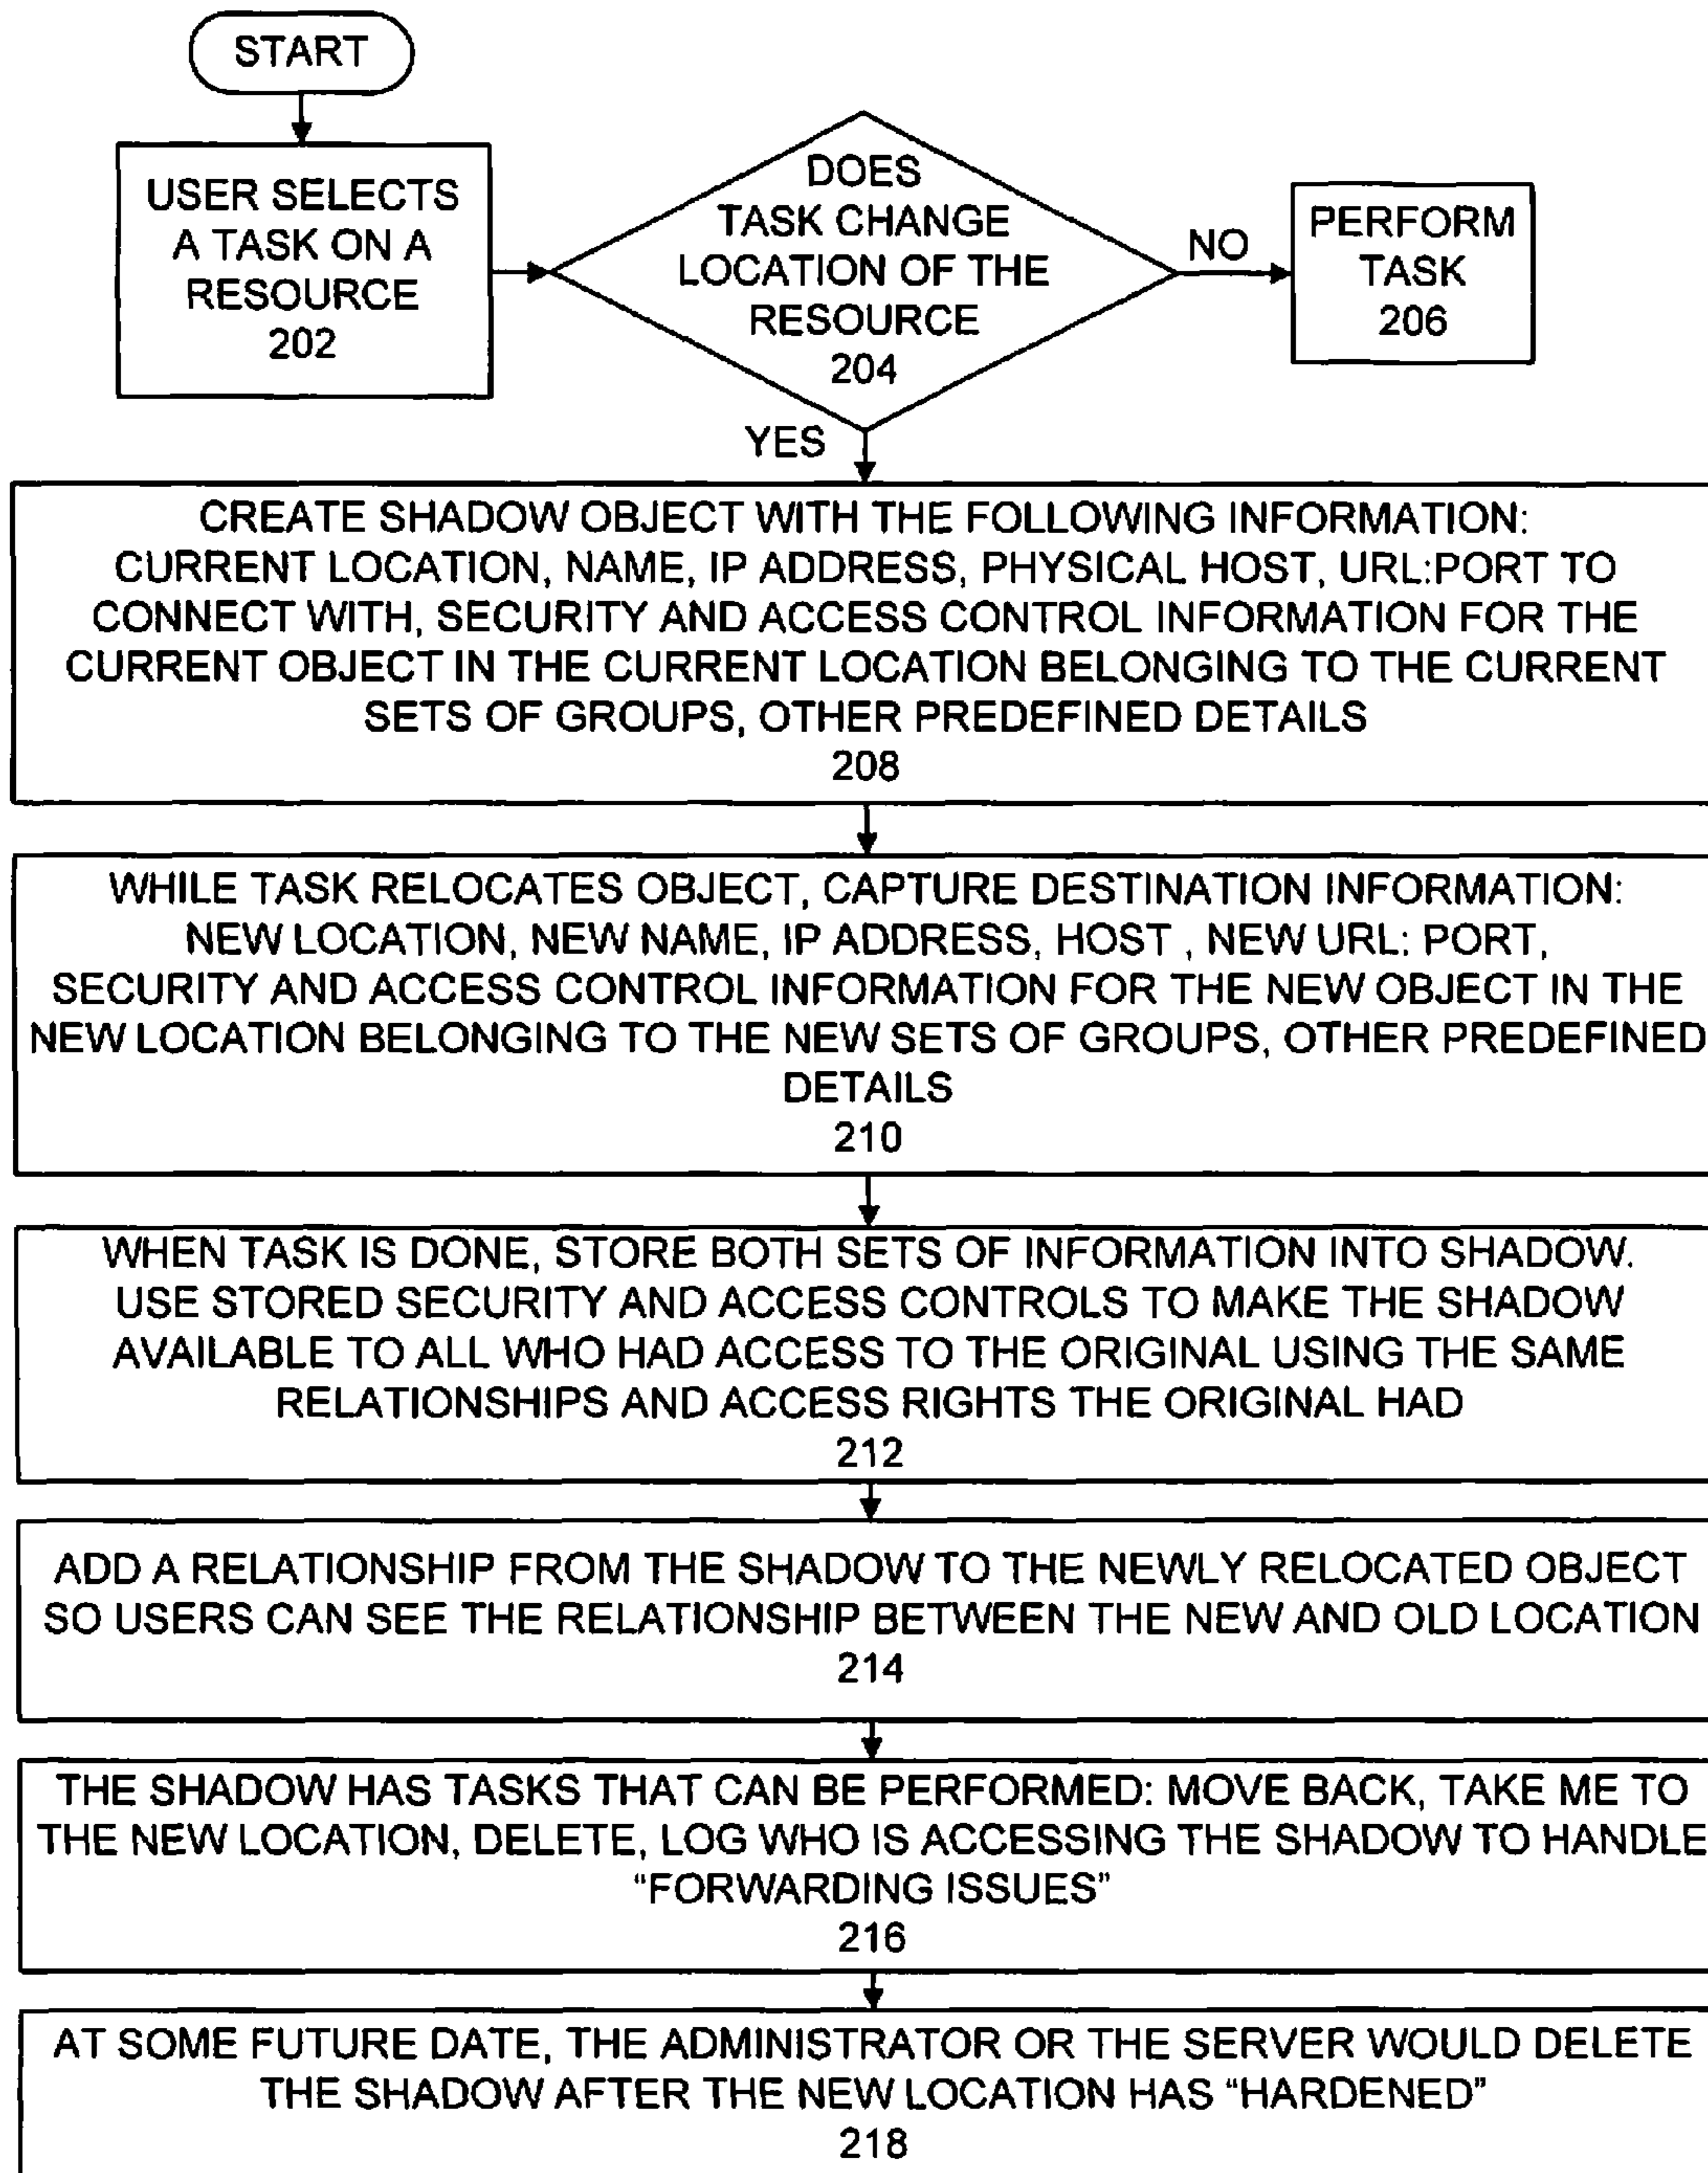 START
USER SELECTS
A TASK ON A
RESOURCE
202
DOES
TASK CHANGE
LOCATION OF THE
RESOURCE
204
NO
PERFORM
TASK
206
YES
CREATE SHADOW OBJECT WITH THE FOLLOWING INFORMATION:
CURRENT LOCATION, NAME, IP ADDRESS, PHYSICAL HOST, URL:PORT TO
CONNECT WITH, SECURITY AND ACCESS CONTROL INFORMATION FOR THE
CURRENT OBJECT IN THE CURRENT LOCATION BELONGING TO THE CURRENT
SETS OF GROUPS, OTHER PREDEFINED DETAILS
208
WHILE TASK RELOCATES OBJECT, CAPTURE DESTINATION INFORMATION:
NEW LOCATION, NEW NAME, IP ADDRESS, HOST , NEW URL: PORT,
SECURITY AND ACCESS CONTROL INFORMATION FOR THE NEW OBJECT IN THE
NEW LOCATION BELONGING TO THE NEW SETS OF GROUPS, OTHER PREDEFINED
DETAILS
210
WHEN TASK IS DONE, STORE BOTH SETS OF INFORMATION INTO SHADOW.
USE STORED SECURITY AND ACCESS CONTROLS TO MAKE THE SHADOW
AVAILABLE TO ALL WHO HAD ACCESS TO THE ORIGINAL USING THE SAME
RELATIONSHIPS AND ACCESS RIGHTS THE ORIGINAL HAD
212
ADD A RELATIONSHIP FROM THE SHADOW TO THE NEWLY RELOCATED OBJECT
SO USERS CAN SEE THE RELATIONSHIP BETWEEN THE NEW AND OLD LOCATION
214
THE SHADOW HAS TASKS THAT CAN BE PERFORMED: MOVE BACK, TAKE ME TO
THE NEW LOCATION, DELETE, LOG WHO IS ACCESSING THE SHADOW TO HANDLE
“FORWARDING ISSUES”
216
AT SOME FUTURE DATE, THE ADMINISTRATOR OR THE SERVER WOULD DELETE
THE SHADOW AFTER THE NEW LOCATION HAS “HARDENED”
218